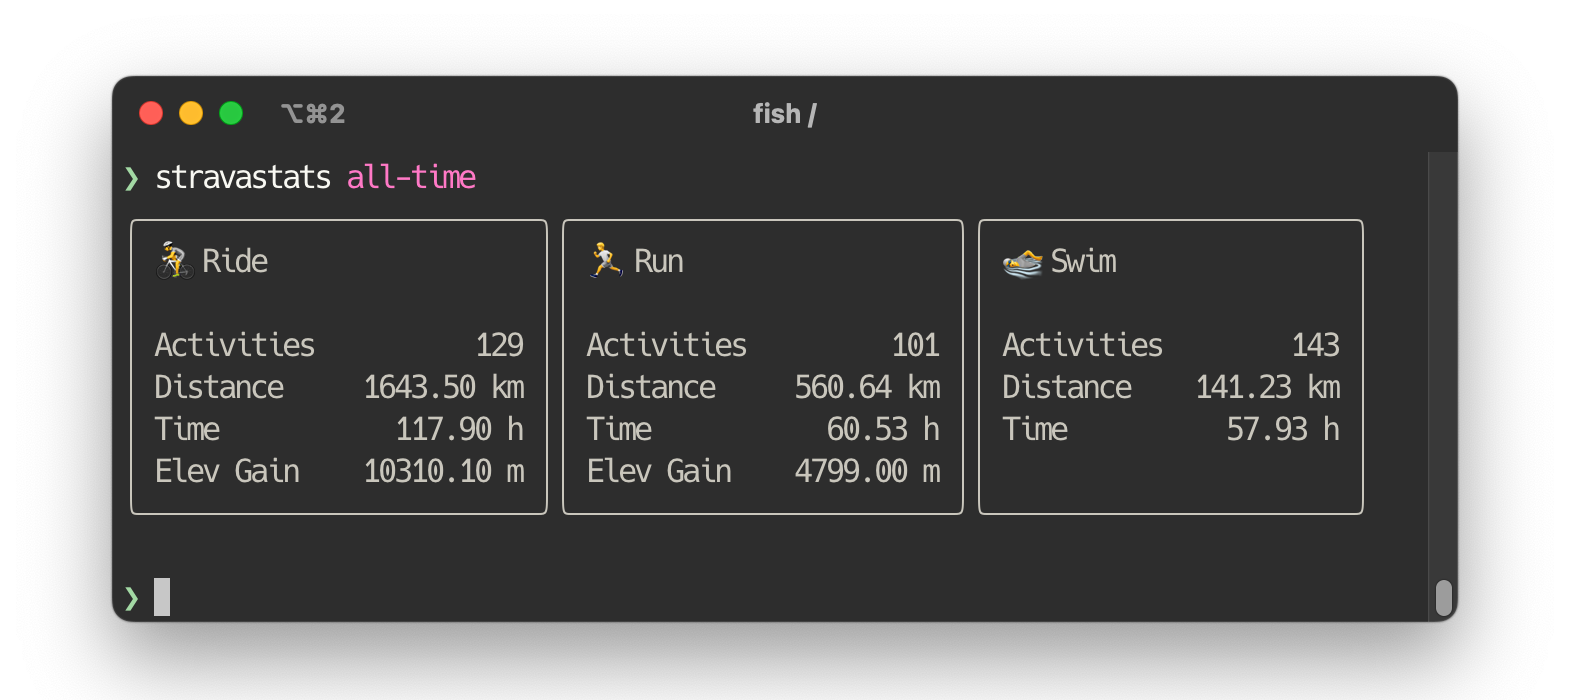 ⌥⌘2
fish /
❯ stravastats all-time
🚴 Ride
Activities 129
Distance 1643.50 km
Time 117.90 h
Elev Gain 10310.10 m
🏃 Run
Activities 101
Distance 560.64 km
Time 60.53 h
Elev Gain 4799.00 m
🏊 Swim
Activities 143
Distance 141.23 km
Time 57.93 h
❯